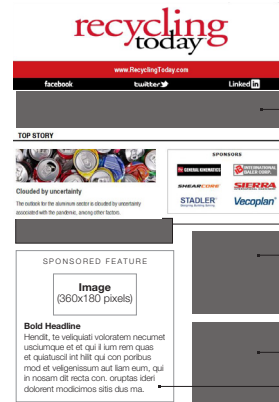 recycling
today
www.RecyclingToday.com
facebook twitter Linked in
TOP STORY
SPONSORS
GENERAL KINEMATICS INTERNATIONAL BALER CORP.
SHEARCORE SIERRA
STADLER Vecoplan
Clouded by uncertainty
The outlook for the aluminum sector is clouded by uncertainty
associated with the pandemic, among other factors.
SPONSORED FEATURE
Image
(360x180 pixels)
Bold Headline
Hendit, te veliquiati voloratem necumet
usciumque et et qui il ium rem quas
et quiatuscil int hilit qui con poribus
mod et veligenissum aut liam eum, qui
in nosam dit recta con. oruptas ideri
dolorent modicimos sitis dus ma.